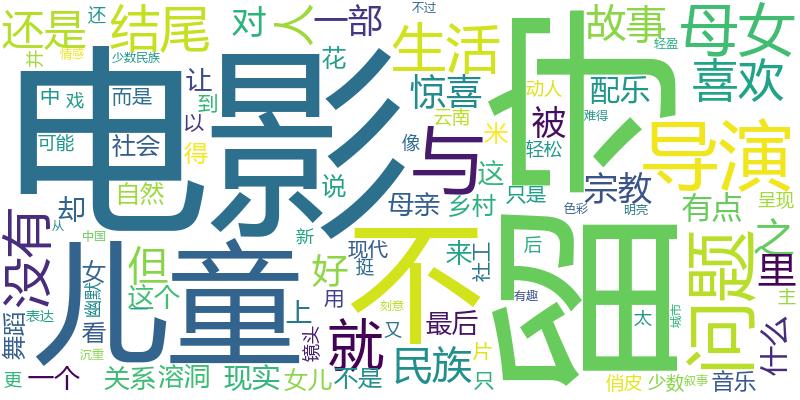 不过
还是
还
结尾
对
人
一部
故事
母女
并
情感
少数民族
花
生活
轻盈
电影
让
惊喜
留守
动人
配乐
喜欢
中
戏
而是
到
云南
难得
可能
社会
以
像
与
米
被
轻松
导演
得
这
自然
说
母亲
乡村
只是
宗教
有点
呈现
没有
却
从
中国
新
色彩
明亮
之
儿童
不
但
女
幽默
现代
挺
好
来
社工
后
问题
里
这个
看
上
用
有趣
主
舞蹈
表达
镜头
就
刻意
又
最后
太
城市
什么
沉重
片
更
一个
关系
溶洞
现实
女儿
不是
民族
只
俏皮
少数
叙事
音乐